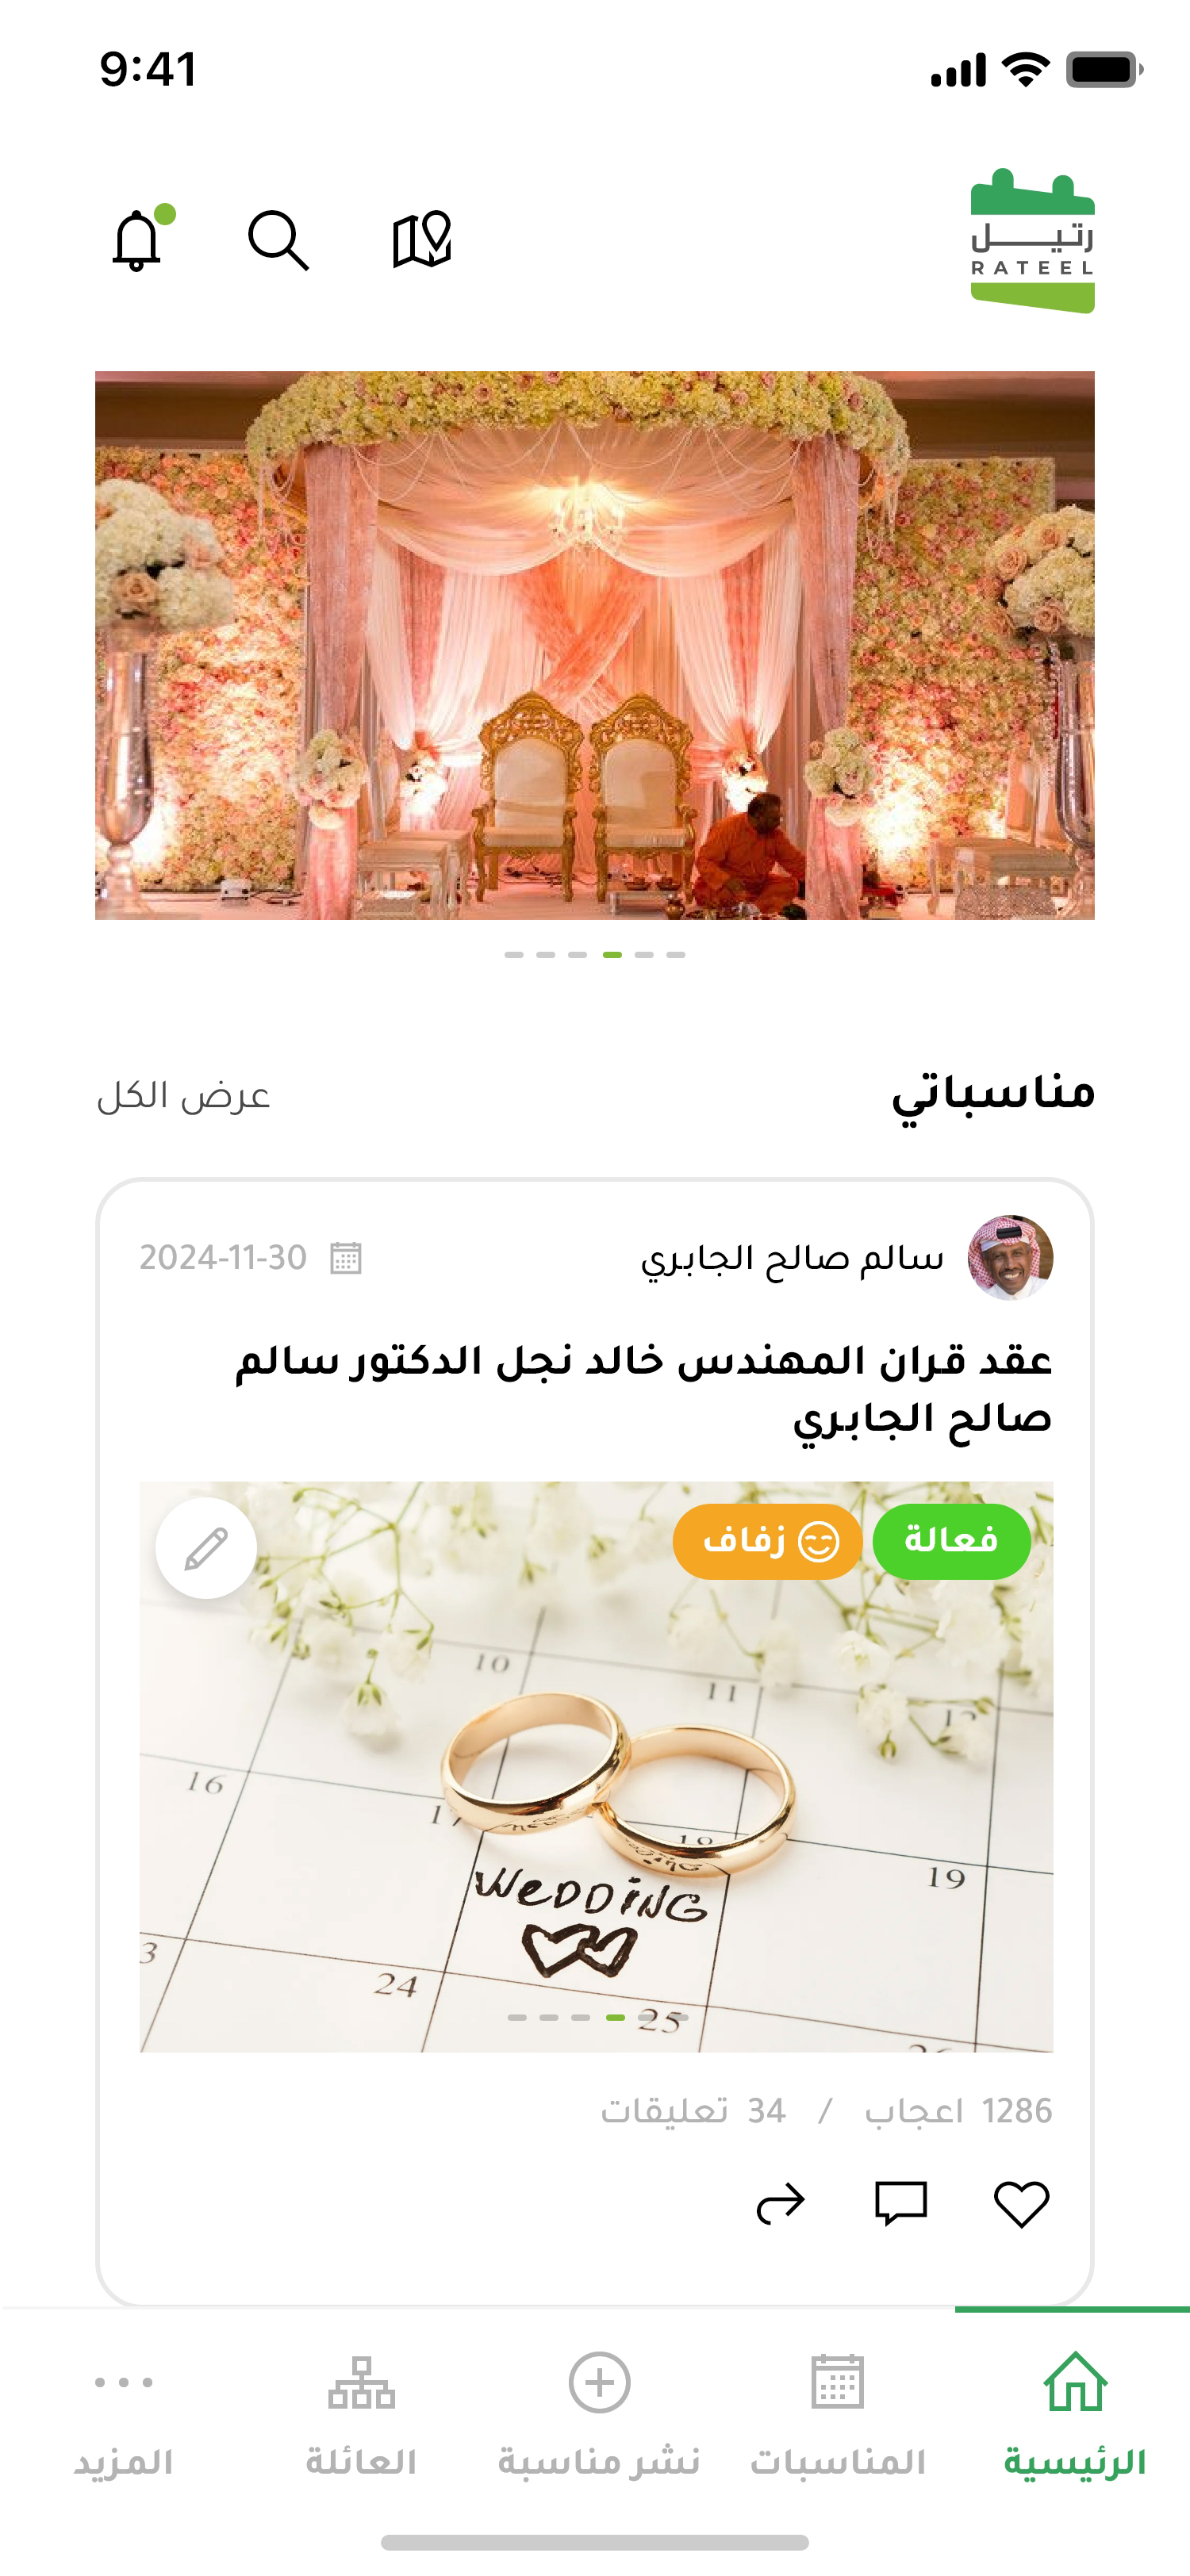 9:41
رتيل
RATEEL
مناسباتي
عرض الكل
سالم صالح الجابري
2024-11-30
عقد قران المهندس خالد نجل الدكتور سالم
صالح الجابري
فعالة
زفاف
10
11
16
19
WeDDiNG
24
25
1286 اعجاب / 34 تعليقات
الرئيسية
المناسبات
نشر مناسبة
العائلة
المزيد